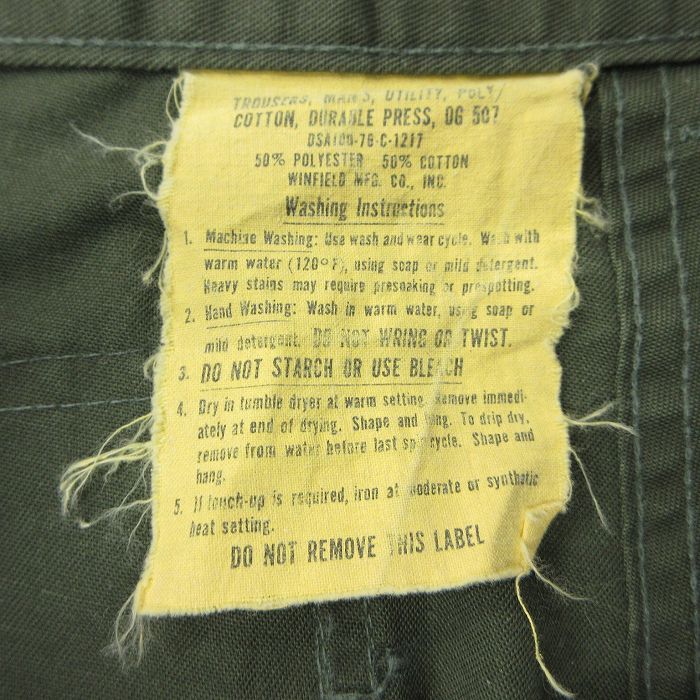 TROUSERS, MAN'S, UTILITY, POLY/
COTTON, DURABLE PRESS, OG 507
DSA100-76-C-1217
50% POLYESTER 50% COTTON
WINFIELD MFG. CO., INC.
Washing Instructions
1. Machine Washing: Use wash and wear cycle. Wash with
warm water (120°F), using soap or mild detergent.
Heavy stains may require presoaking or prespotting.
2. Hand Washing: Wash in warm water, using soap or
mild detergent. DO NOT WRING OR TWIST.
3. DO NOT STARCH OR USE BLEACH
4. Dry in tumble dryer at warm setting. Remove immedi-
ately at end of drying. Shape and hang. To drip dry,
remove from water before last spin cycle. Shape and
hang.
5. If touch-up is required, iron at moderate or synthetic
heat setting.
DO NOT REMOVE THIS LABEL